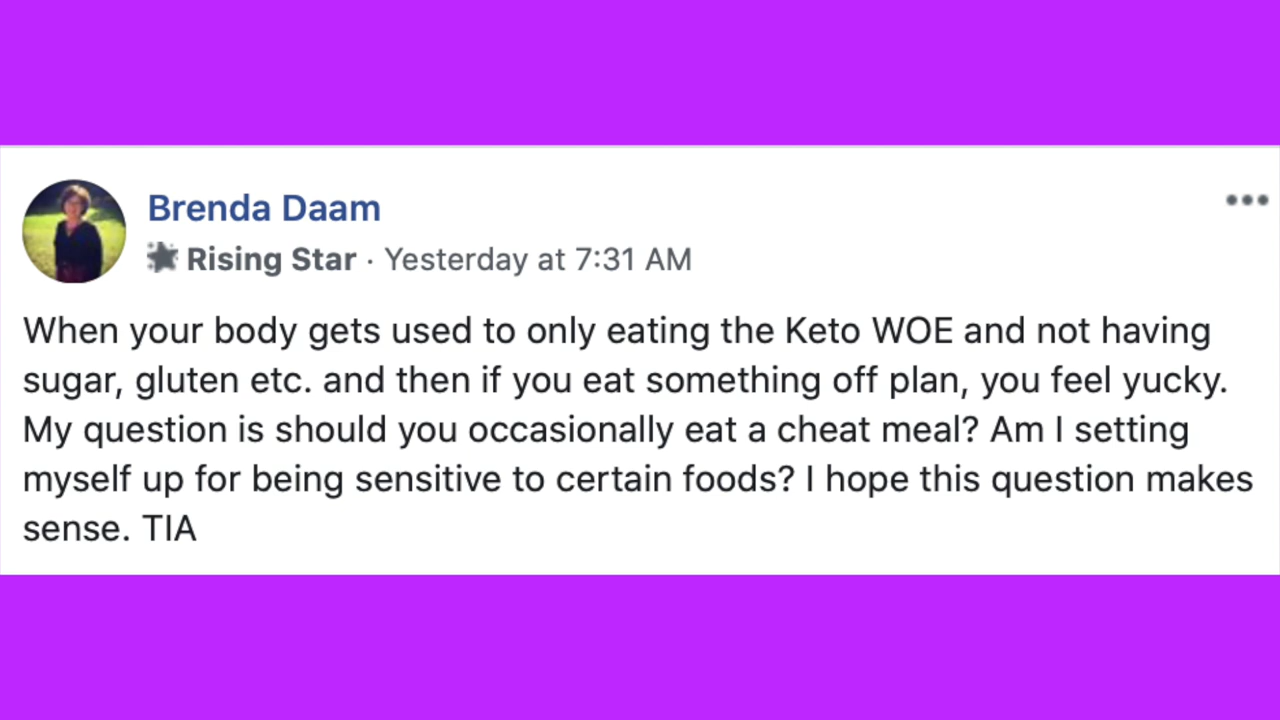 Brenda Daam
Rising Star · Yesterday at 7:31 AM
When your body gets used to only eating the Keto WOE and not having
sugar, gluten etc. and then if you eat something off plan, you feel yucky.
My question is should you occasionally eat a cheat meal? Am I setting
myself up for being sensitive to certain foods? I hope this question makes
sense. TIA